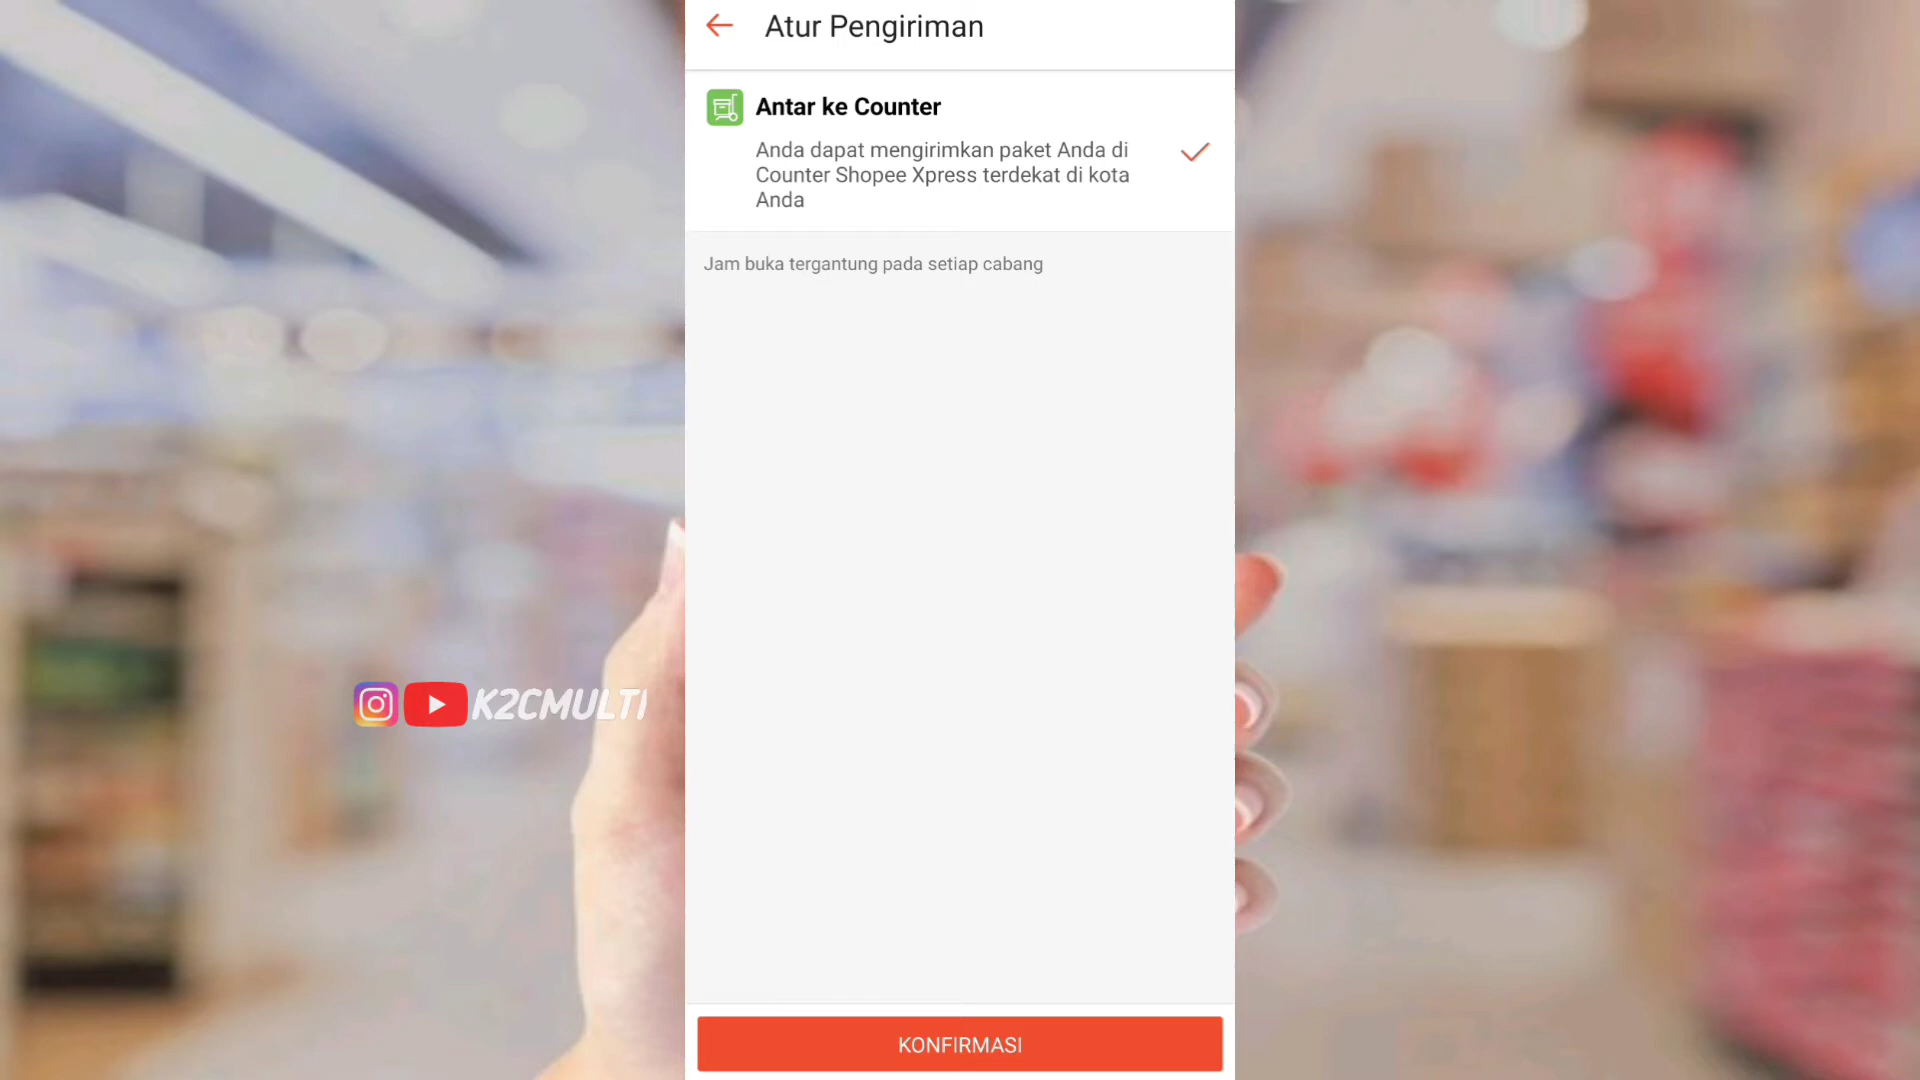 Atur Pengiriman
Antar ke Counter
Anda dapat mengirimkan paket Anda di
Counter Shopee Xpress terdekat di kota
Anda
Jam buka tergantung pada setiap cabang
K2CMULTI
KONFIRMASI